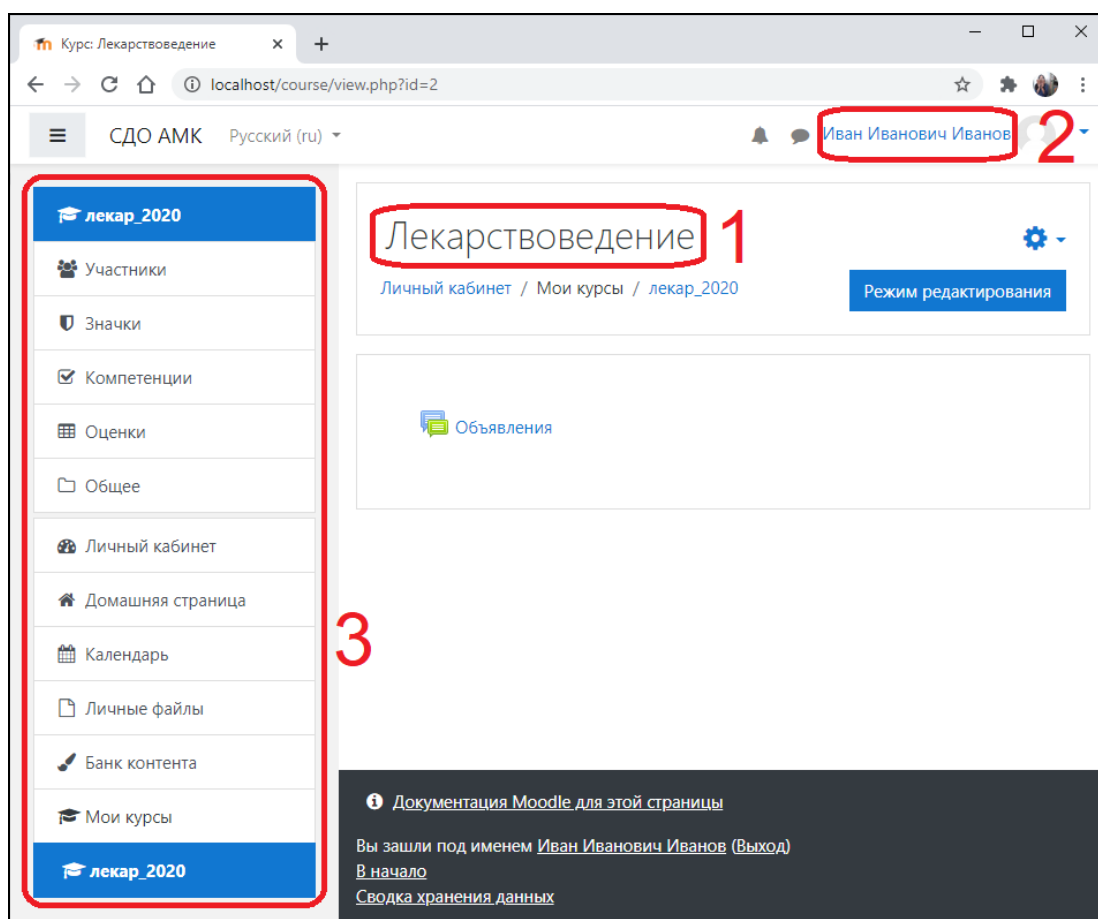 Курс: Лекарствоведение
localhost/course/view.php?id=2
СДО АМК Русский (ru) Иван Иванович Иванов 2
лекар_2020
Участники
Значки
Компетенции
Оценки
Общее
Личный кабинет
Домашняя страница
Календарь
Личные файлы
Банк контента
Мои курсы
лекар_2020
3
Лекарствоведение 1
Личный кабинет / Мои курсы / лекар_2020
Режим редактирования
Объявления
Документация Moodle для этой страницы
Вы зашли под именем Иван Иванович Иванов (Выход)
В начало
Сводка хранения данных